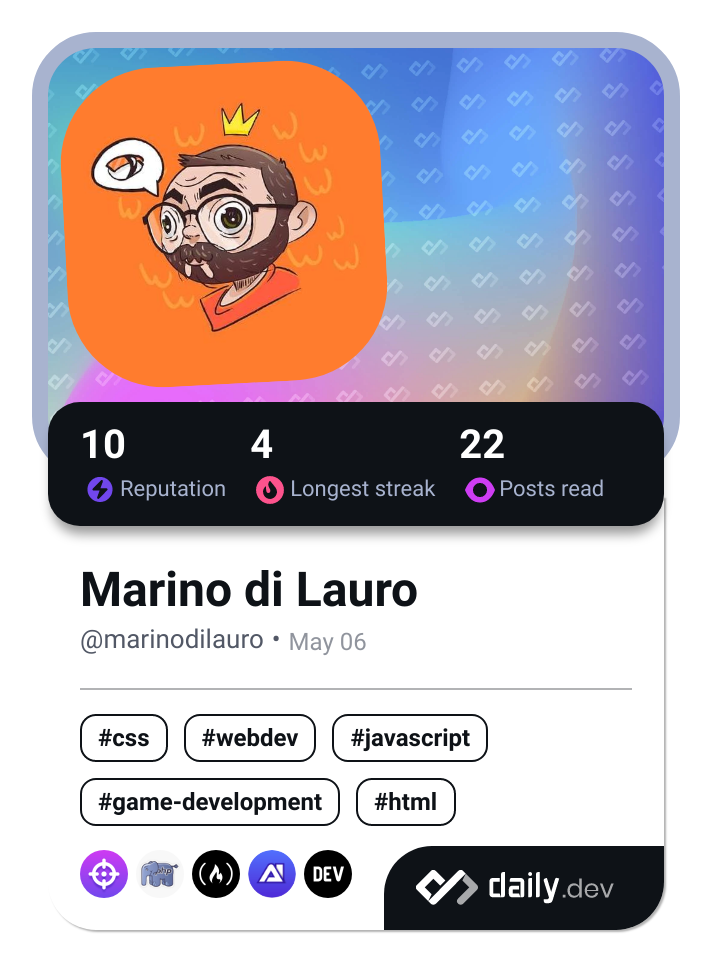 10 4 22
Reputation Longest streak Posts read
Marino di Lauro
@marinodilauro • May 06
#css #webdev #javascript
#game-development #html
DEV
daily.dev